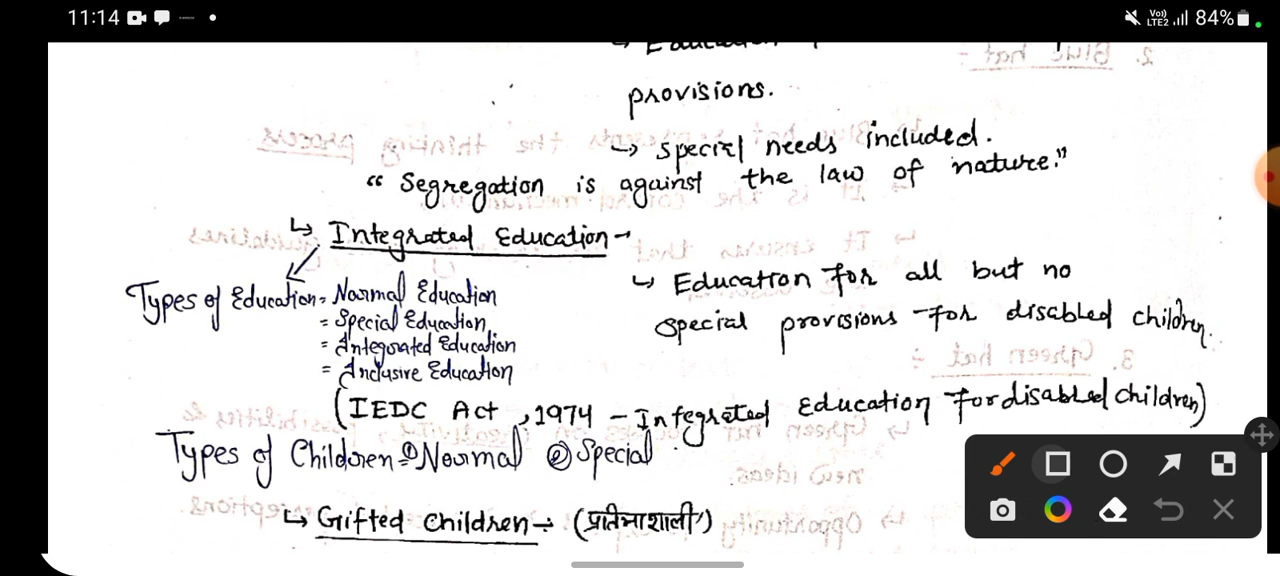 11:14
Vo)) LTE2 84%
provisions.
↳ special needs included.
“ Segregation is against the law of nature.”
↳ Integrated Education →
Types of Education = Normal Education
= Special Education
= Integrated Education
= Inclusive Education
↳ Education for all but no
special provisions for disabled children.
(IEDC Act, 1974 – Integrated Education for disabled children)
Types of Children = ① Normal ② Special
↳ Gifted children → (प्रतिभाशाली)